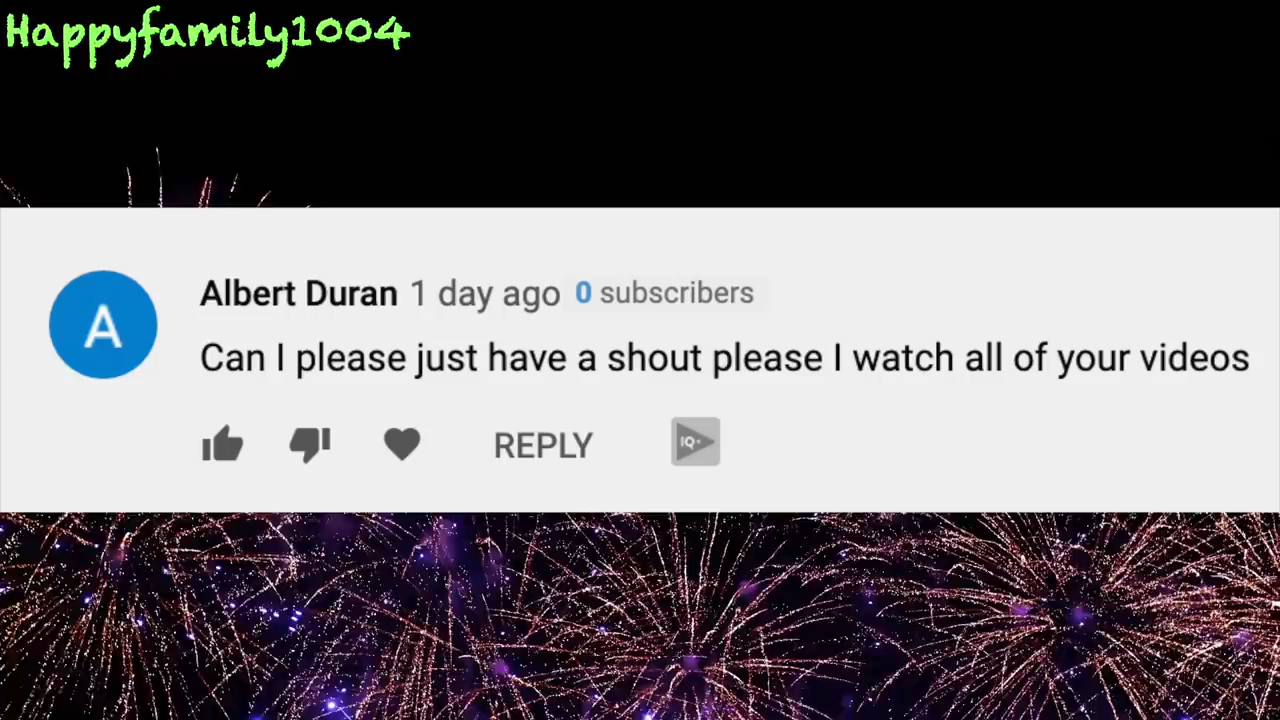 Happyfamily1004
A
Albert Duran 1 day ago 0 subscribers
Can I please just have a shout please I watch all of your videos
REPLY
IQ+